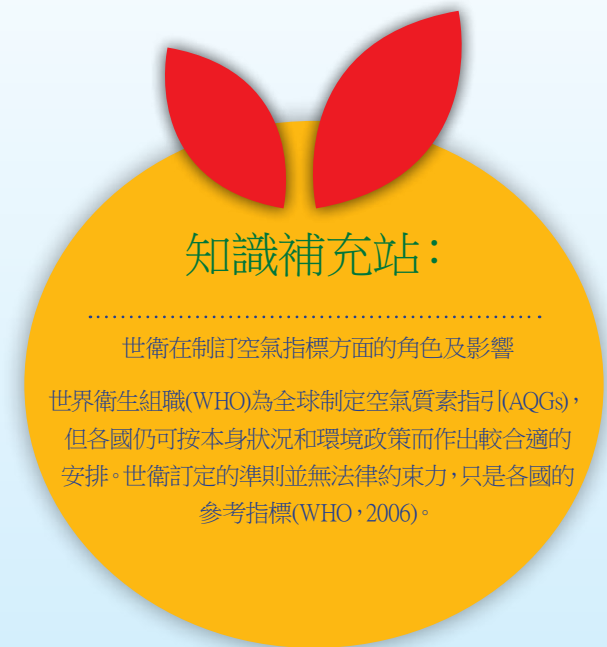 知識補充站：
世衛在制訂空氣指標方面的角色及影響
世界衛生組職(WHO)為全球制定空氣質素指引(AQGs)，
但各國仍可按本身狀況和環境政策而作出較合適的
安排。世衛訂定的準則並無法律約束力，只是各國的
參考指標(WHO，2006)。